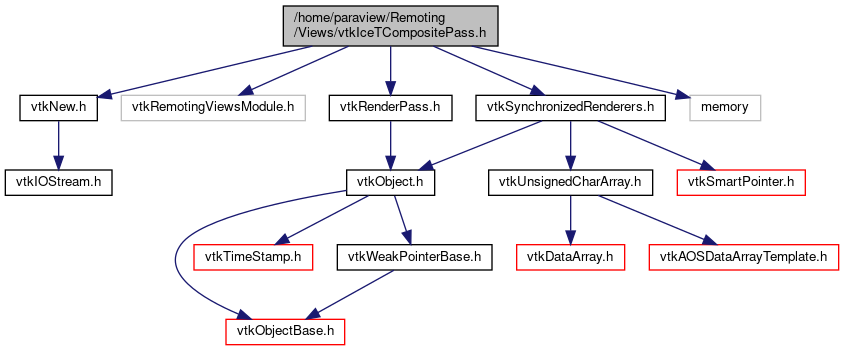 /home/paraview/Remoting
/Views/vtkIceTCompositePass.h
vtkNew.h
vtkRemotingViewsModule.h
vtkRenderPass.h
vtkSynchronizedRenderers.h
memory
vtkIOStream.h
vtkObject.h
vtkUnsignedCharArray.h
vtkSmartPointer.h
vtkTimeStamp.h
vtkWeakPointerBase.h
vtkDataArray.h
vtkAOSDataArrayTemplate.h
vtkObjectBase.h